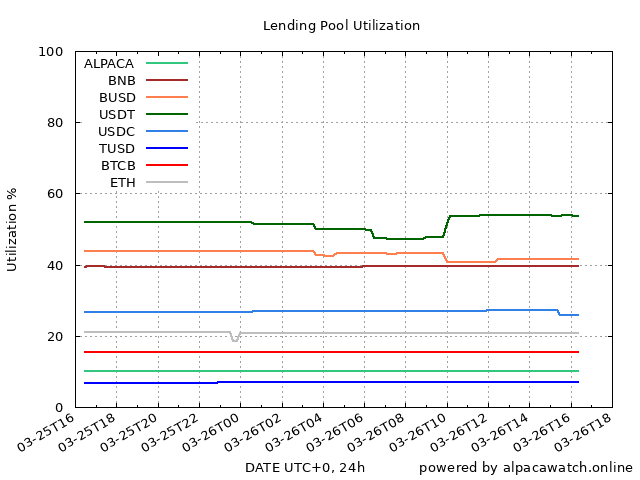 Lending Pool Utilization
100
80
60
40
20
0
Utilization %
ALPACA
BNB
BUSD
USDT
USDC
TUSD
BTCB
ETH
03-25T16
03-25T18
03-25T20
03-25T22
03-26T00
03-26T02
03-26T04
03-26T06
03-26T08
03-26T10
03-26T12
03-26T14
03-26T16
03-26T18
DATE UTC+0, 24h
powered by alpacawatch.online